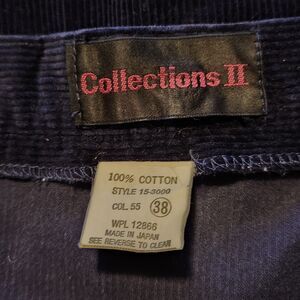 Collections II
100% COTTON
STYLE 15-3000
COL. 55 38
WPL 12866
MADE IN JAPAN
SEE REVERSE TO CLEAN